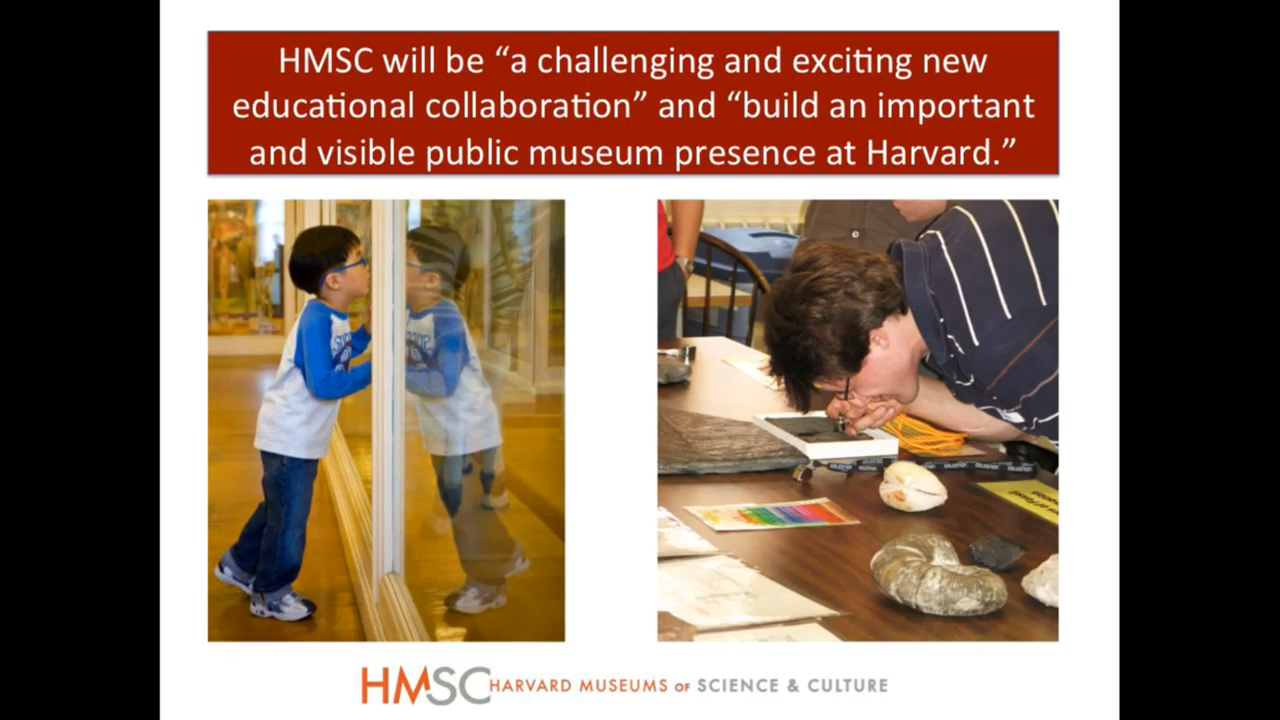 HMSC will be “a challenging and exciting new
educational collaboration” and “build an important
and visible public museum presence at Harvard.”
HMSC HARVARD MUSEUMS OF SCIENCE & CULTURE